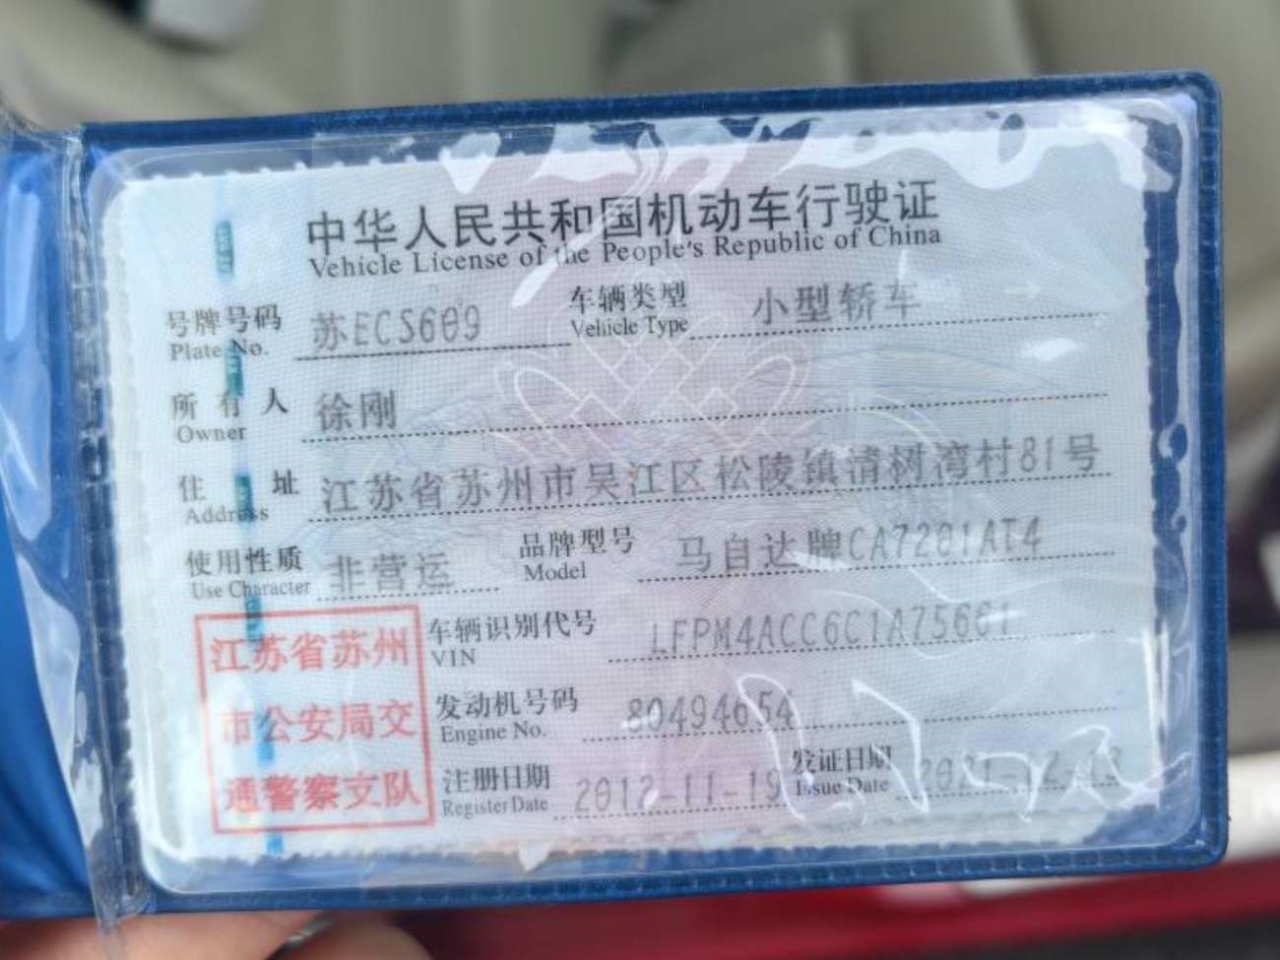 中华人民共和国机动车行驶证
Vehicle License of the People's Republic of China
号牌号码 苏ECS609 车辆类型 小型轿车
Plate No. Vehicle Type
所有人 徐刚
Owner
住址 江苏省苏州市吴江区松陵镇清树湾村81号
Address
使用性质 非营运 品牌型号 马自达牌CA7201AT4
Use Character Model
江苏省苏州
市公安局交
通警察支队
车辆识别代号 LFPM4ACC6C1A75661
VIN
发动机号码 80494654
Engine No.
注册日期 2012-11-19 发证日期
Register Date Issue Date